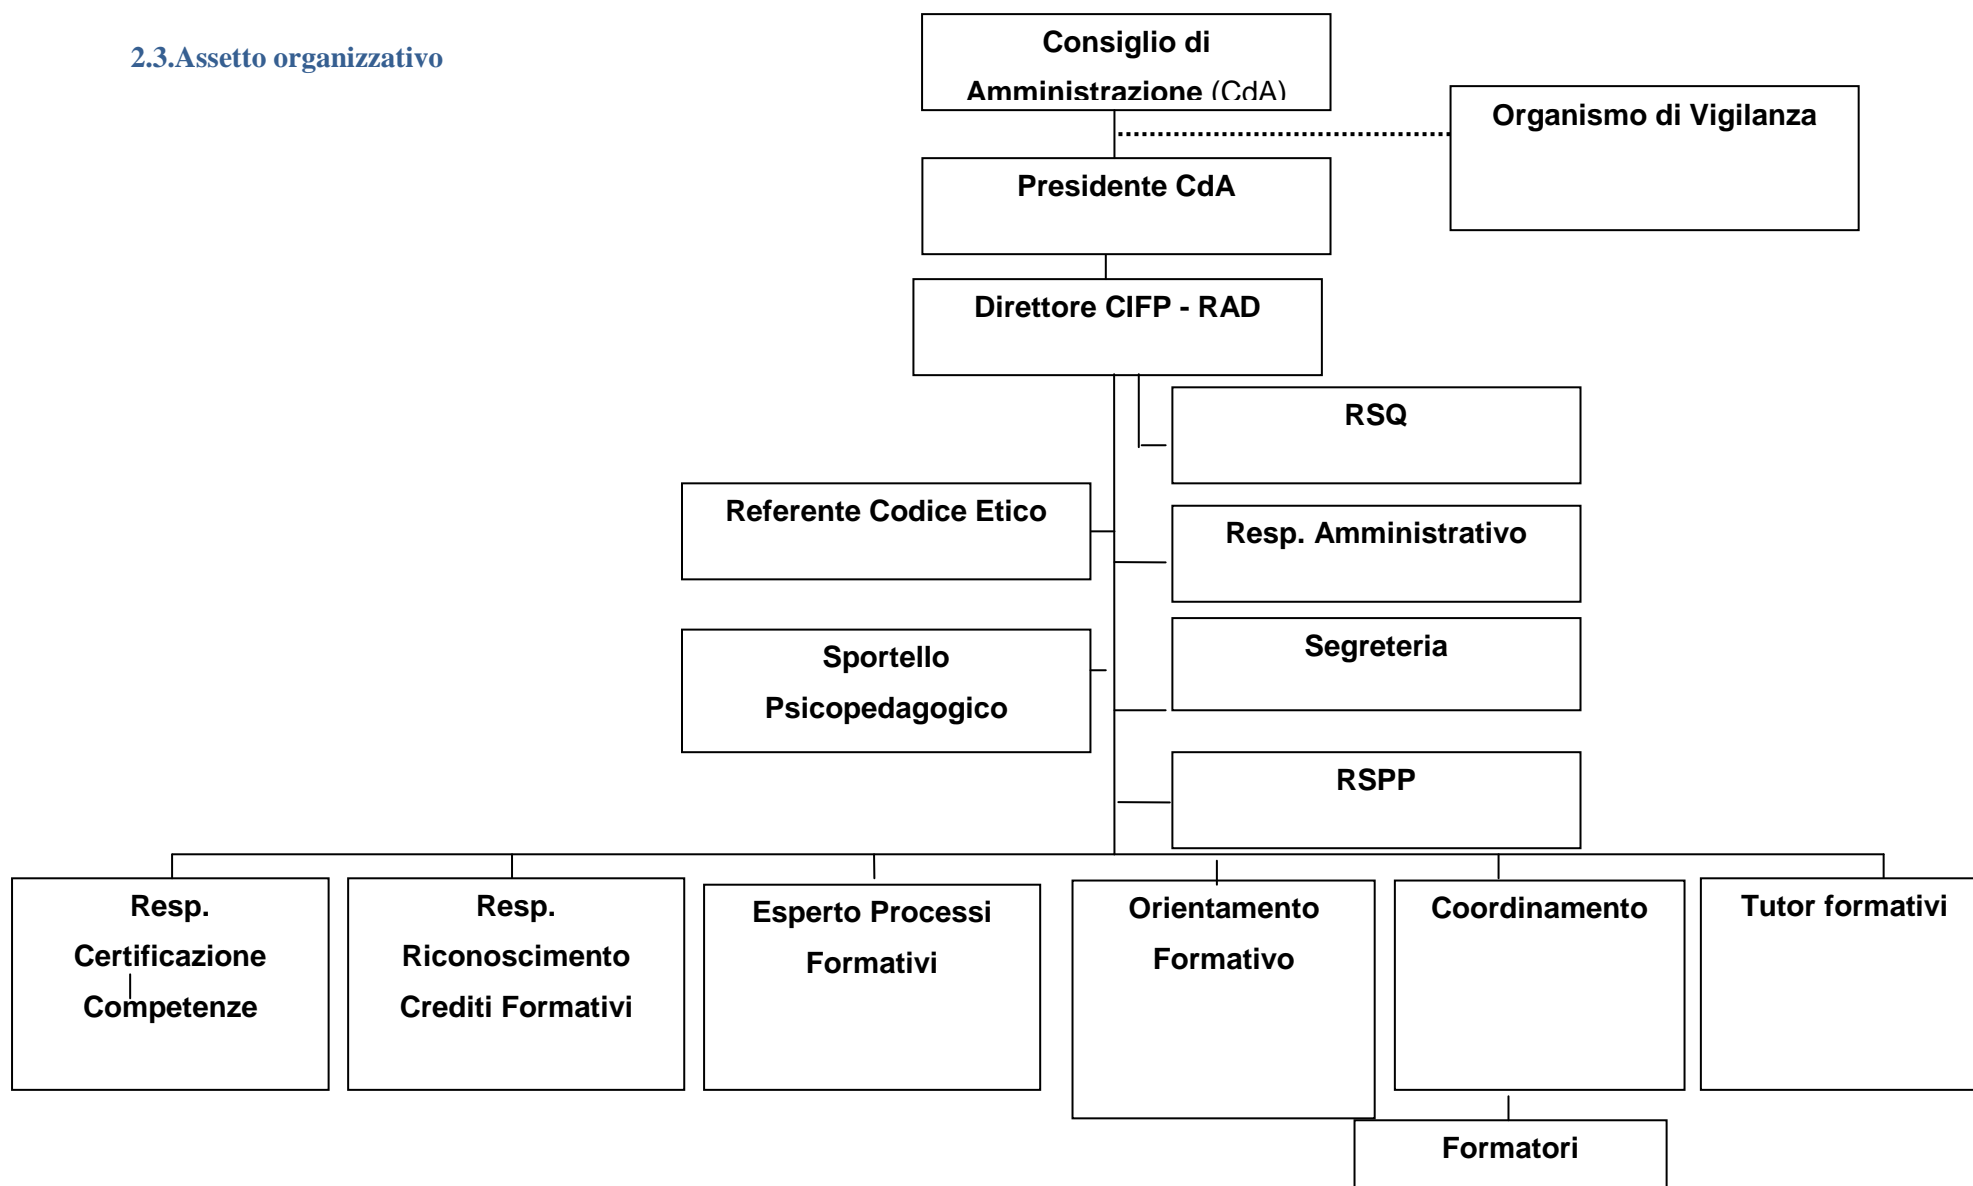 2.3.Assetto organizzativo
Consiglio di
Amministrazione (CdA)
Organismo di Vigilanza
Presidente CdA
Direttore CIFP - RAD
RSQ
Referente Codice Etico
Resp. Amministrativo
Sportello
Psicopedagogico
Segreteria
RSPP
Resp.
Certificazione
Competenze
Resp.
Riconoscimento
Crediti Formativi
Esperto Processi
Formativi
Orientamento
Formativo
Coordinamento
Tutor formativi
Formatori